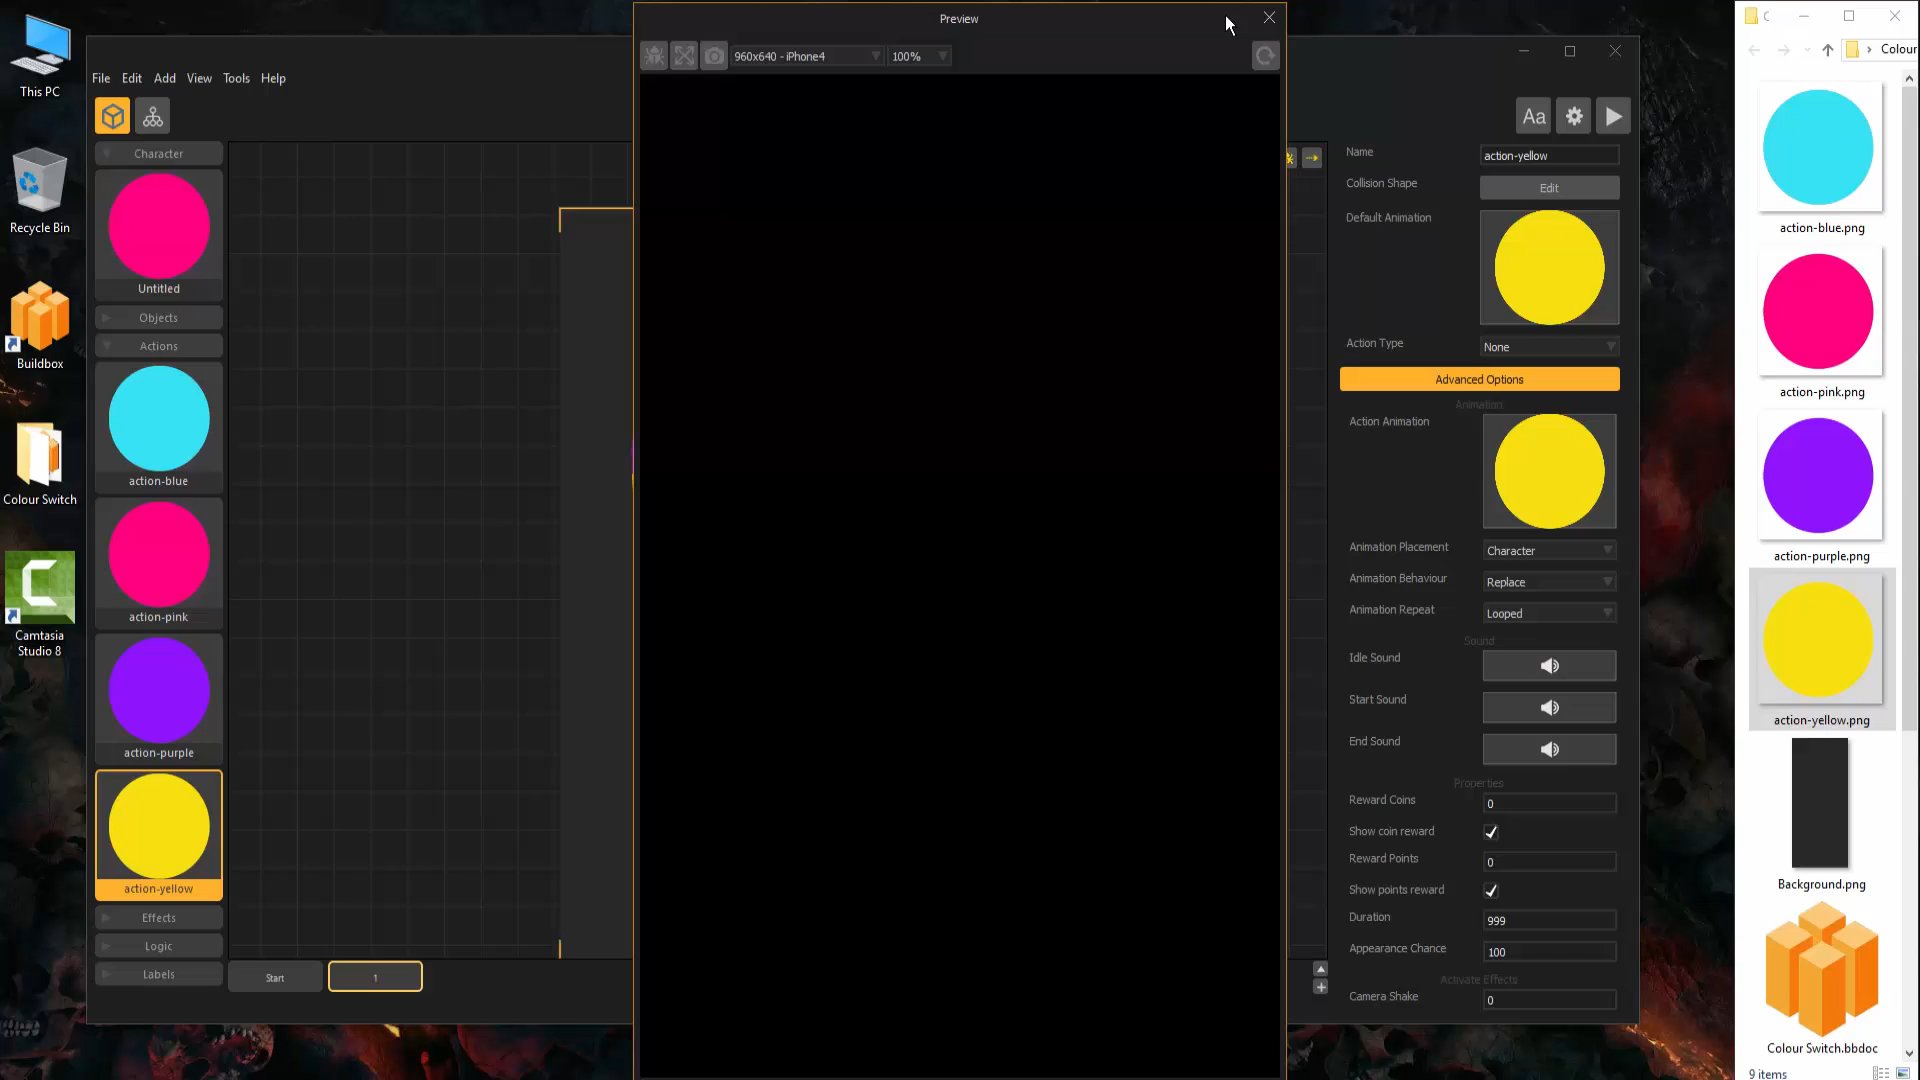 This PC
Recycle Bin
Buildbox
Colour Switch
Camtasia
Studio 8
File Edit Add View Tools Help
Character
Untitled
Objects
Actions
action-blue
action-pink
action-purple
action-yellow
Effects
Logic
Labels
Start
1
Preview
960x640 - iPhone4
100%
Aa
Name
action-yellow
Collision Shape
Edit
Default Animation
Action Type
None
Advanced Options
Animation
Action Animation
Animation Placement
Character
Animation Behaviour
Replace
Animation Repeat
Looped
Sound
Idle Sound
Start Sound
End Sound
Properties
Reward Coins
0
Show coin reward
Reward Points
0
Show points reward
Duration
999
Appearance Chance
100
Activate Effects
Camera Shake
0
C
Colour
action-blue.png
action-pink.png
action-purple.png
action-yellow.png
Background.png
Colour Switch.bbdoc
9 items